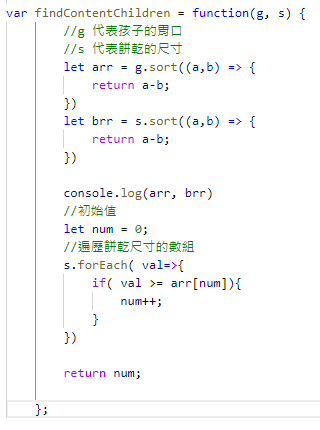 var findContentChildren = function(g, s) {
//g 代表孩子的胃口
//s 代表餅乾的尺寸
let arr = g.sort((a,b) => {
return a-b;
})
let brr = s.sort((a,b) => {
return a-b;
})
console.log(arr, brr)
//初始值
let num = 0;
//遍歷餅乾尺寸的數組
s.forEach( val=>{
if( val >= arr[num]){
num++;
}
})
return num;
};